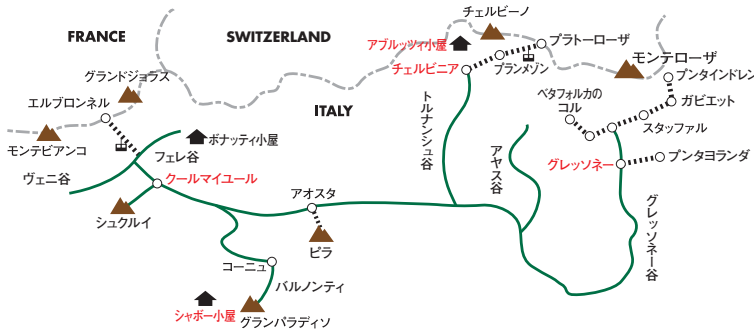 FRANCE
SWITZERLAND
ITALY
チェルビーノ
アブルッツィ小屋
プラトーローザ
チェルビニア
プランメゾン
モンテローザ
プンタインドレン
ベタフォルカの
コル
ガビエット
スタッファル
グランドジョラス
エルブロンネル
モンテビアンコ
ボナッティ小屋
フェレ谷
ヴェニ谷
クールマイユール
シュクルイ
アオスタ
ピラ
トルナンシュ谷
アヤス谷
グレッソネー
プンタヨランダ
グレッソネー谷
コーニュ
バルノンティ
シャボー小屋
グランパラディソ